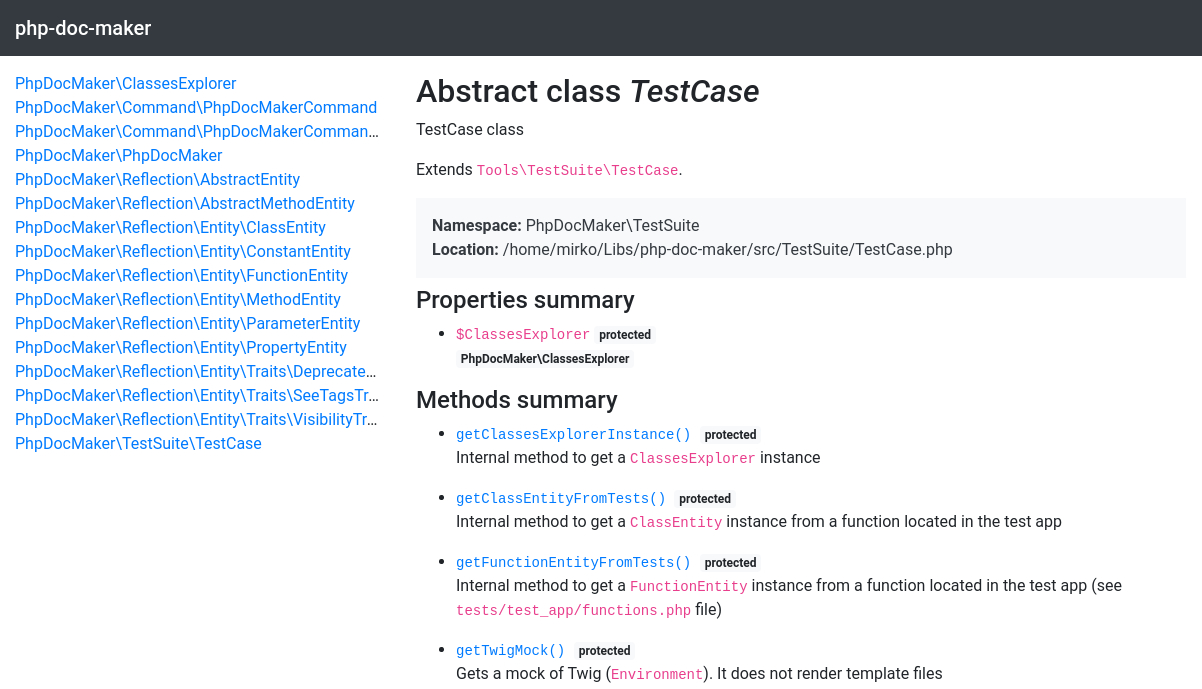 php-doc-maker
PhpDocMaker\ClassesExplorer
PhpDocMaker\Command\PhpDocMakerCommand
PhpDocMaker\Command\PhpDocMakerComman...
PhpDocMaker\PhpDocMaker
PhpDocMaker\Reflection\AbstractEntity
PhpDocMaker\Reflection\AbstractMethodEntity
PhpDocMaker\Reflection\Entity\ClassEntity
PhpDocMaker\Reflection\Entity\ConstantEntity
PhpDocMaker\Reflection\Entity\FunctionEntity
PhpDocMaker\Reflection\Entity\MethodEntity
PhpDocMaker\Reflection\Entity\ParameterEntity
PhpDocMaker\Reflection\Entity\PropertyEntity
PhpDocMaker\Reflection\Entity\Traits\Deprecate...
PhpDocMaker\Reflection\Entity\Traits\SeeTagsTr...
PhpDocMaker\Reflection\Entity\Traits\VisibilityTr...
PhpDocMaker\TestSuite\TestCase
Abstract class TestCase
TestCase class
Extends Tools\TestSuite\TestCase.
Namespace: PhpDocMaker\TestSuite
Location: /home/mirko/Libs/php-doc-maker/src/TestSuite/TestCase.php
Properties summary
• $ClassesExplorer protected
PhpDocMaker\ClassesExplorer
Methods summary
• getClassesExplorerInstance() protected
Internal method to get a ClassesExplorer instance
• getClassEntityFromTests() protected
Internal method to get a ClassEntity instance from a function located in the test app
• getFunctionEntityFromTests() protected
Internal method to get a FunctionEntity instance from a function located in the test app (see
tests/test_app/functions.php file)
• getTwigMock() protected
Gets a mock of Twig (Environment). It does not render template files